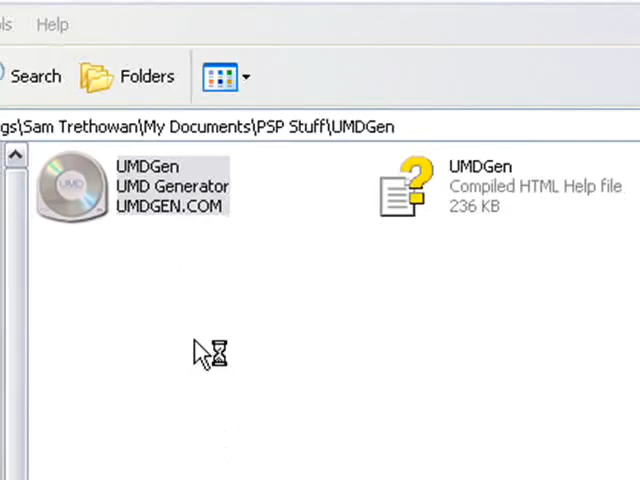 ls Help
Search Folders
gs\Sam Trethowan\My Documents\PSP Stuff\UMDGen
UMDGen
UMD Generator
UMDGEN.COM
UMD
UMDGen
Compiled HTML Help file
236 KB